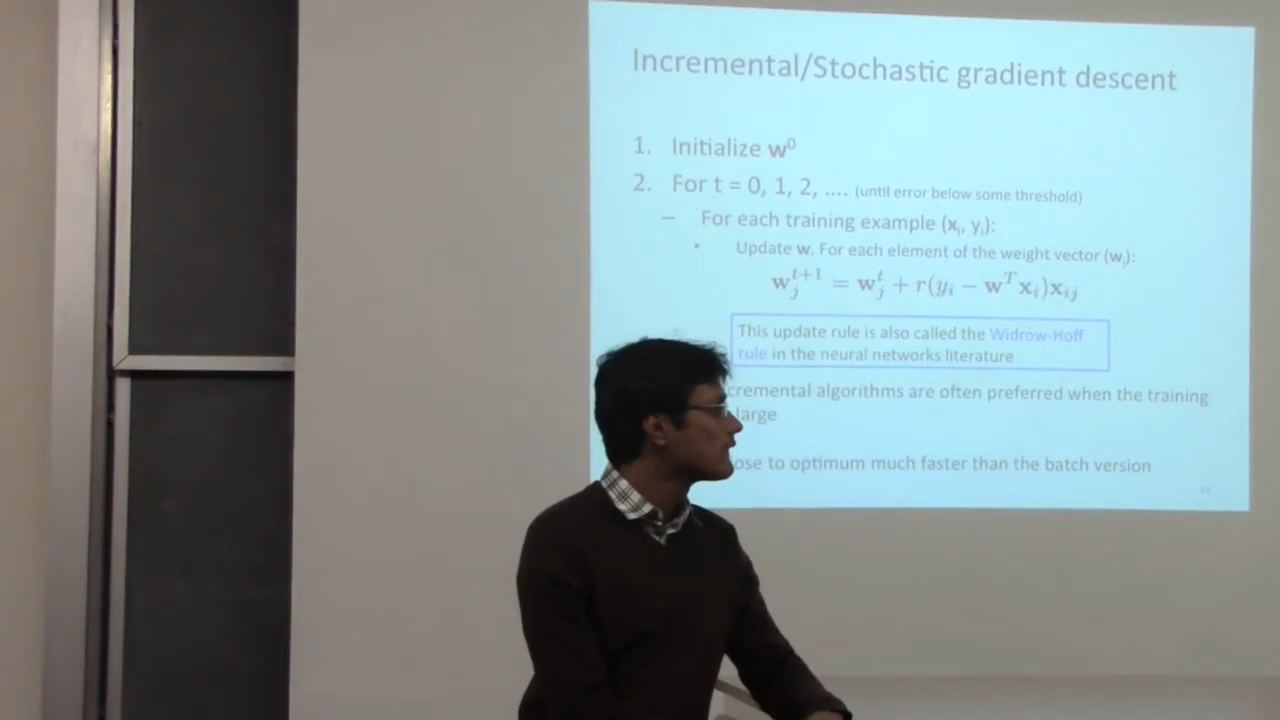 Incremental/Stochastic gradient descent
1. Initialize w⁰
2. For t = 0, 1, 2, .... (until error below some threshold)
– For each training example (xᵢ, yᵢ):
• Update w. For each element of the weight vector (wⱼ):
wⱼᵗ⁺¹ = wⱼᵗ + r(yᵢ − wᵀxᵢ)xᵢⱼ
This update rule is also called the Widrow-Hoff
rule in the neural networks literature
cremental algorithms are often preferred when the training
large
ose to optimum much faster than the batch version